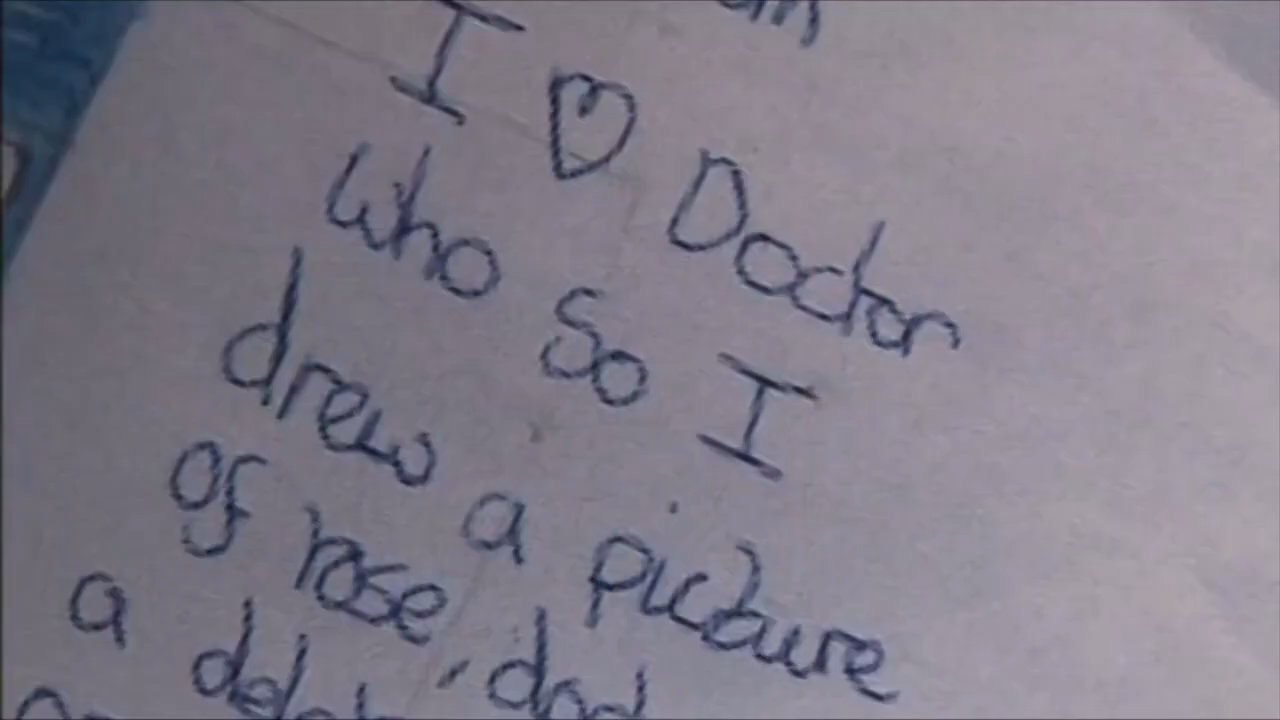 I ♡ Doctor
Who So I
drew a picture
of rose,
a